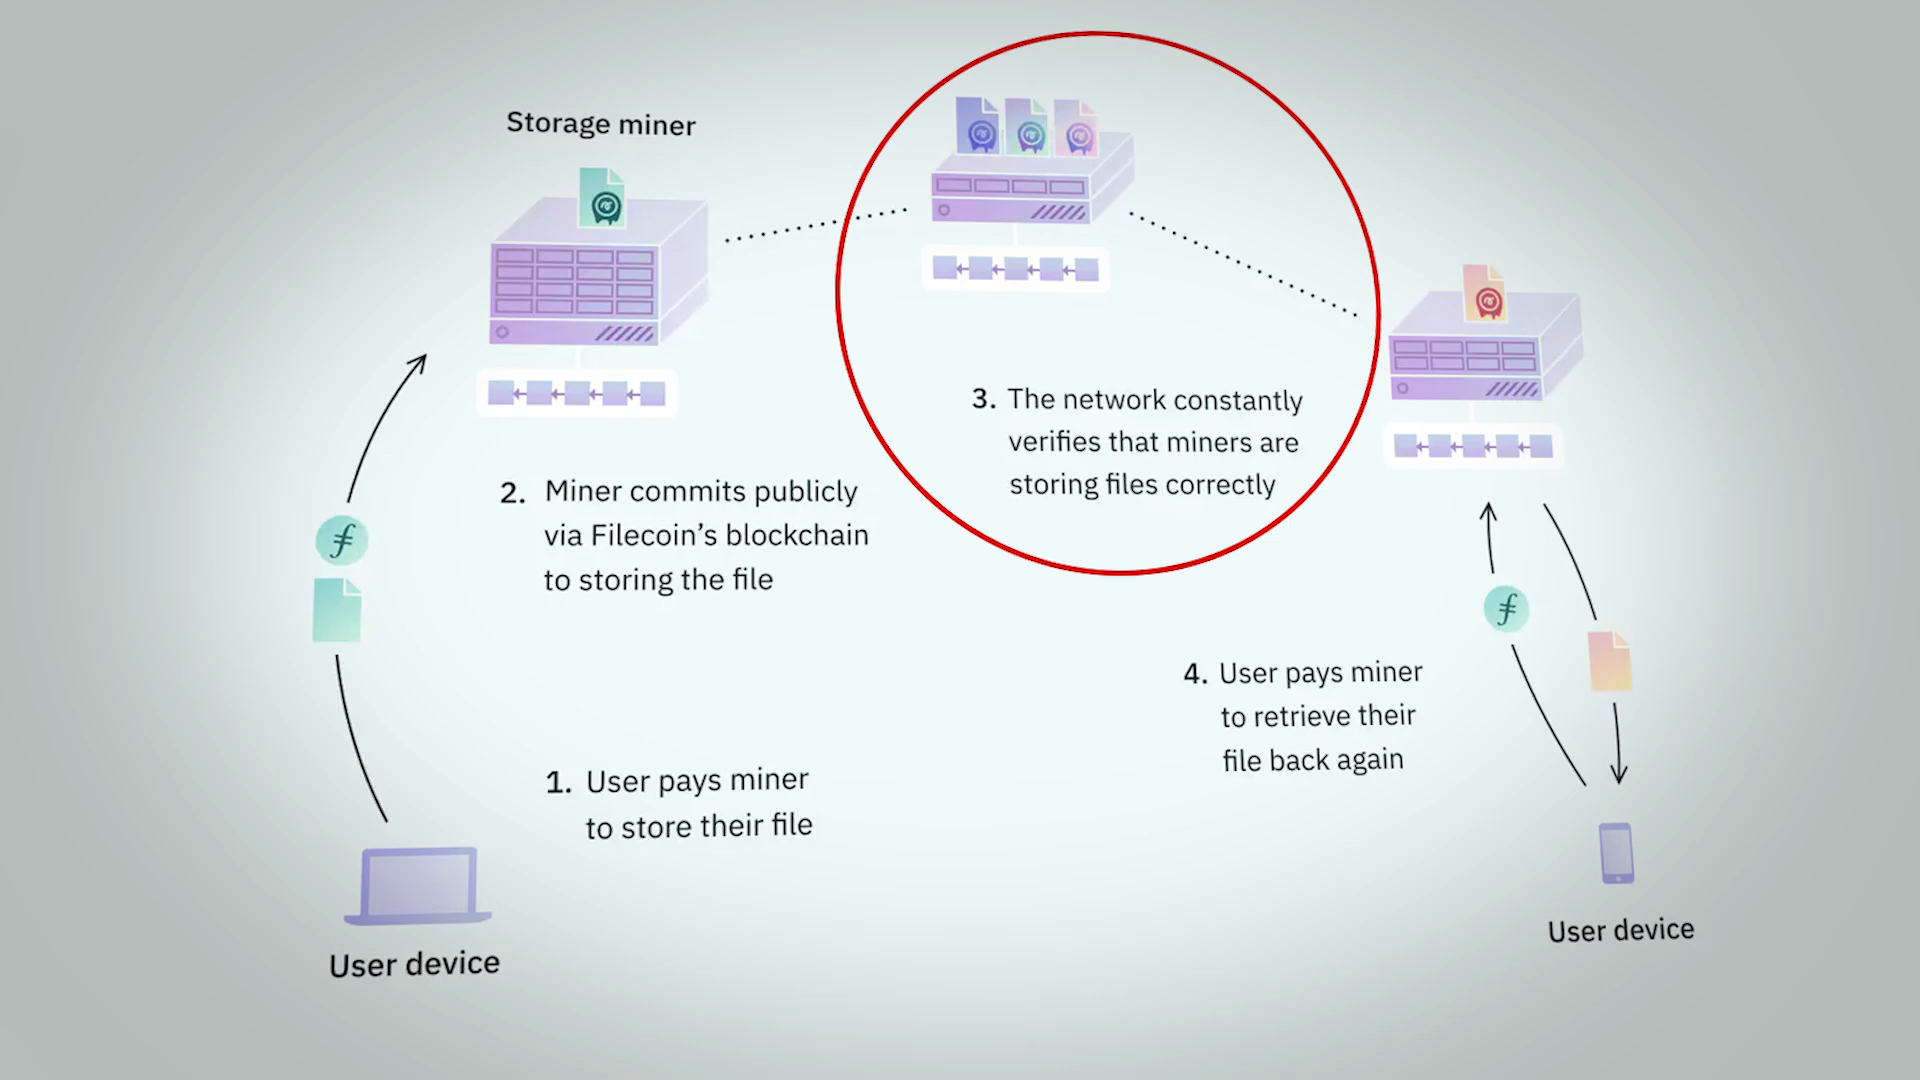 Storage miner
3. The network constantly
verifies that miners are
storing files correctly
2. Miner commits publicly
via Filecoin’s blockchain
to storing the file
4. User pays miner
to retrieve their
file back again
1. User pays miner
to store their file
User device
User device